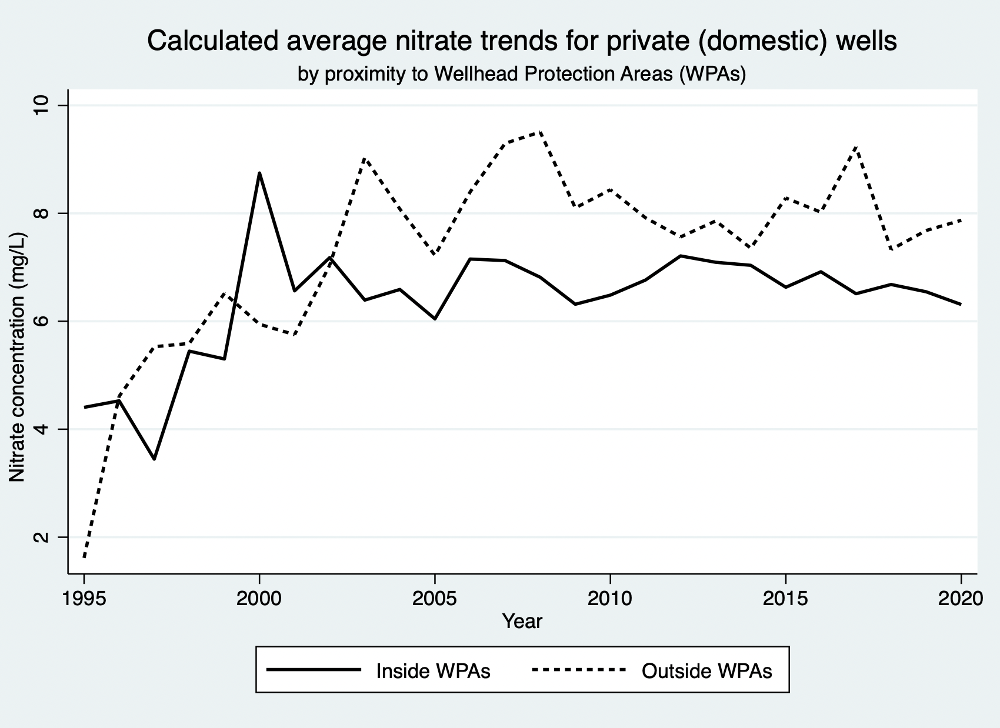 Calculated average nitrate trends for private (domestic) wells
by proximity to Wellhead Protection Areas (WPAs)
Nitrate concentration (mg/L)
10
8
6
4
2
1995 2000 2005 2010 2015 2020
Year
Inside WPAs Outside WPAs